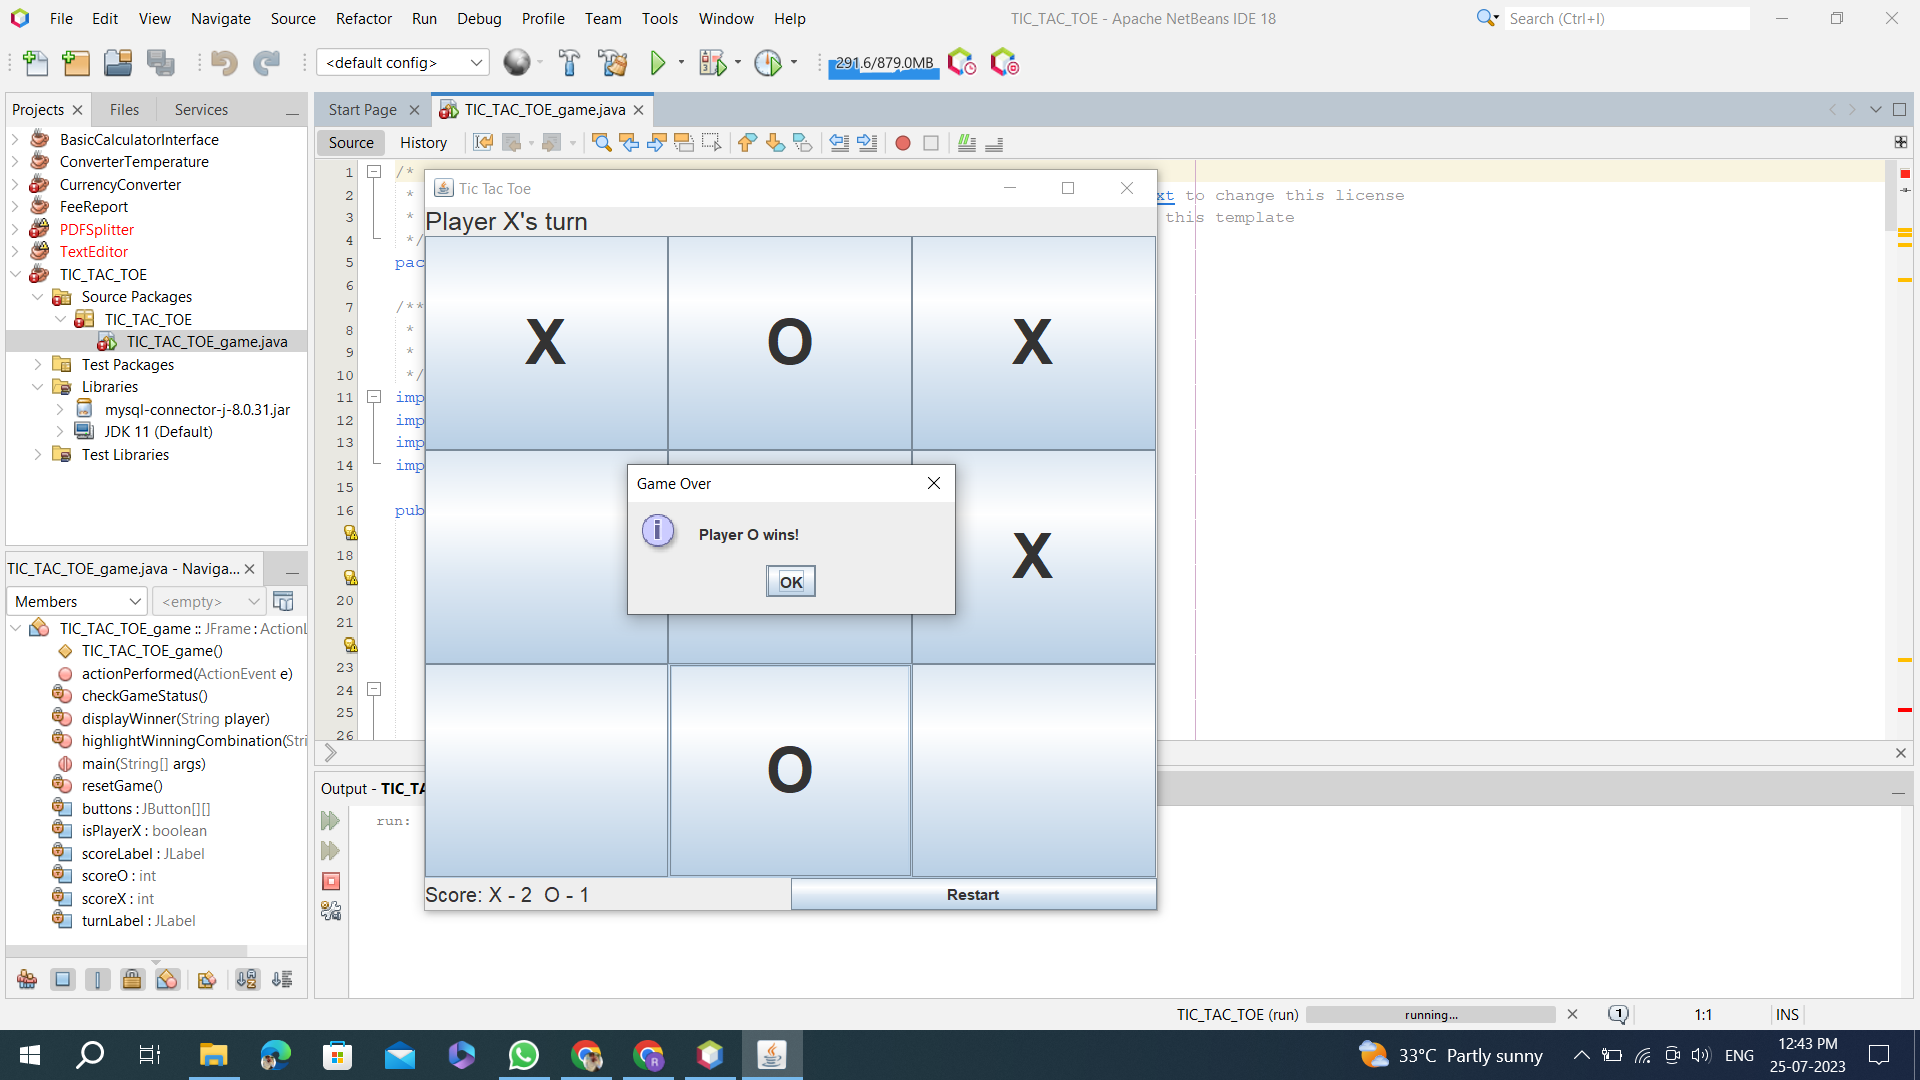 File Edit View Navigate Source Refactor Run Debug Profile Team Tools Window Help
TIC_TAC_TOE - Apache NetBeans IDE 18
Search (Ctrl+I)
<default config>
291.6/879.0MB
Projects Files Services
Start Page TIC_TAC_TOE_game.java
Source History
BasicCalculatorInterface
ConverterTemperature
CurrencyConverter
FeeReport
PDFSplitter
TextEditor
TIC_TAC_TOE
Source Packages
TIC_TAC_TOE
TIC_TAC_TOE_game.java
Test Packages
Libraries
mysql-connector-j-8.0.31.jar
JDK 11 (Default)
Test Libraries
TIC_TAC_TOE_game.java - Naviga...
Members <empty>
TIC_TAC_TOE_game :: JFrame : ActionL
TIC_TAC_TOE_game()
actionPerformed(ActionEvent e)
checkGameStatus()
displayWinner(String player)
highlightWinningCombination(Stri
main(String[] args)
resetGame()
buttons : JButton[][]
isPlayerX : boolean
scoreLabel : JLabel
scoreO : int
scoreX : int
turnLabel : JLabel
1 /*
2 * xt to change this license
3 * this template
4 */
5 pac
6
7 /**
8 *
9 *
10 */
11 imp
12 imp
13 imp
14 imp
15
16 pub
18
20
21
23
24
25
26
Tic Tac Toe
Player X's turn
X O X
X
O
Game Over
Player O wins!
OK
Score: X - 2 O - 1
Restart
Output - TIC_TA
run:
TIC_TAC_TOE (run) running... 1 1:1 INS
33°C Partly sunny ENG
12:43 PM
25-07-2023